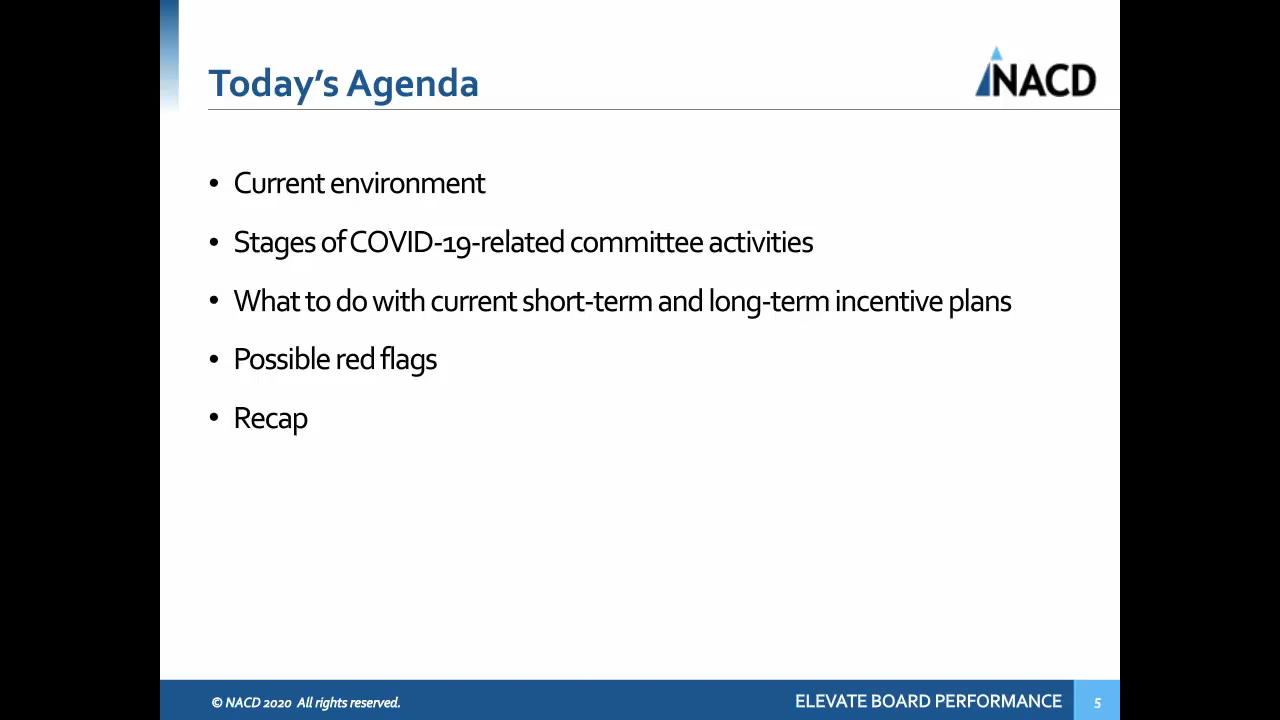 Today's Agenda
NACD
• Current environment
• Stages of COVID-19-related committee activities
• What to do with current short-term and long-term incentive plans
• Possible red flags
• Recap
© NACD 2020 All rights reserved.
ELEVATE BOARD PERFORMANCE
5